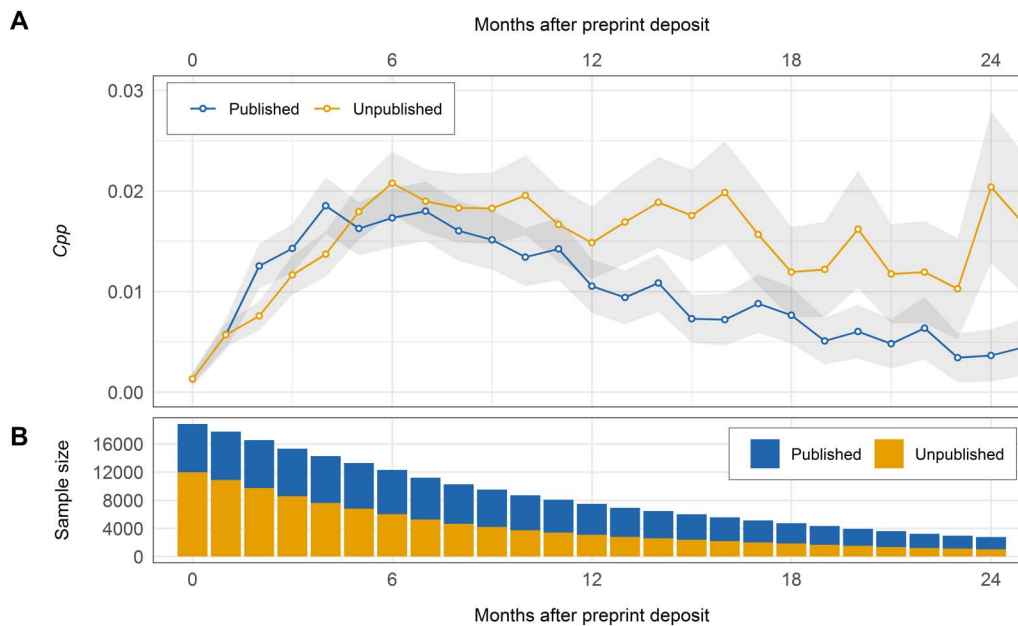 A
Months after preprint deposit
0 6 12 18 24
Cpp
0.03
0.02
0.01
0.00
Published Unpublished
B
Sample size
16000
12000
8000
4000
0
Published Unpublished
0 6 12 18 24
Months after preprint deposit